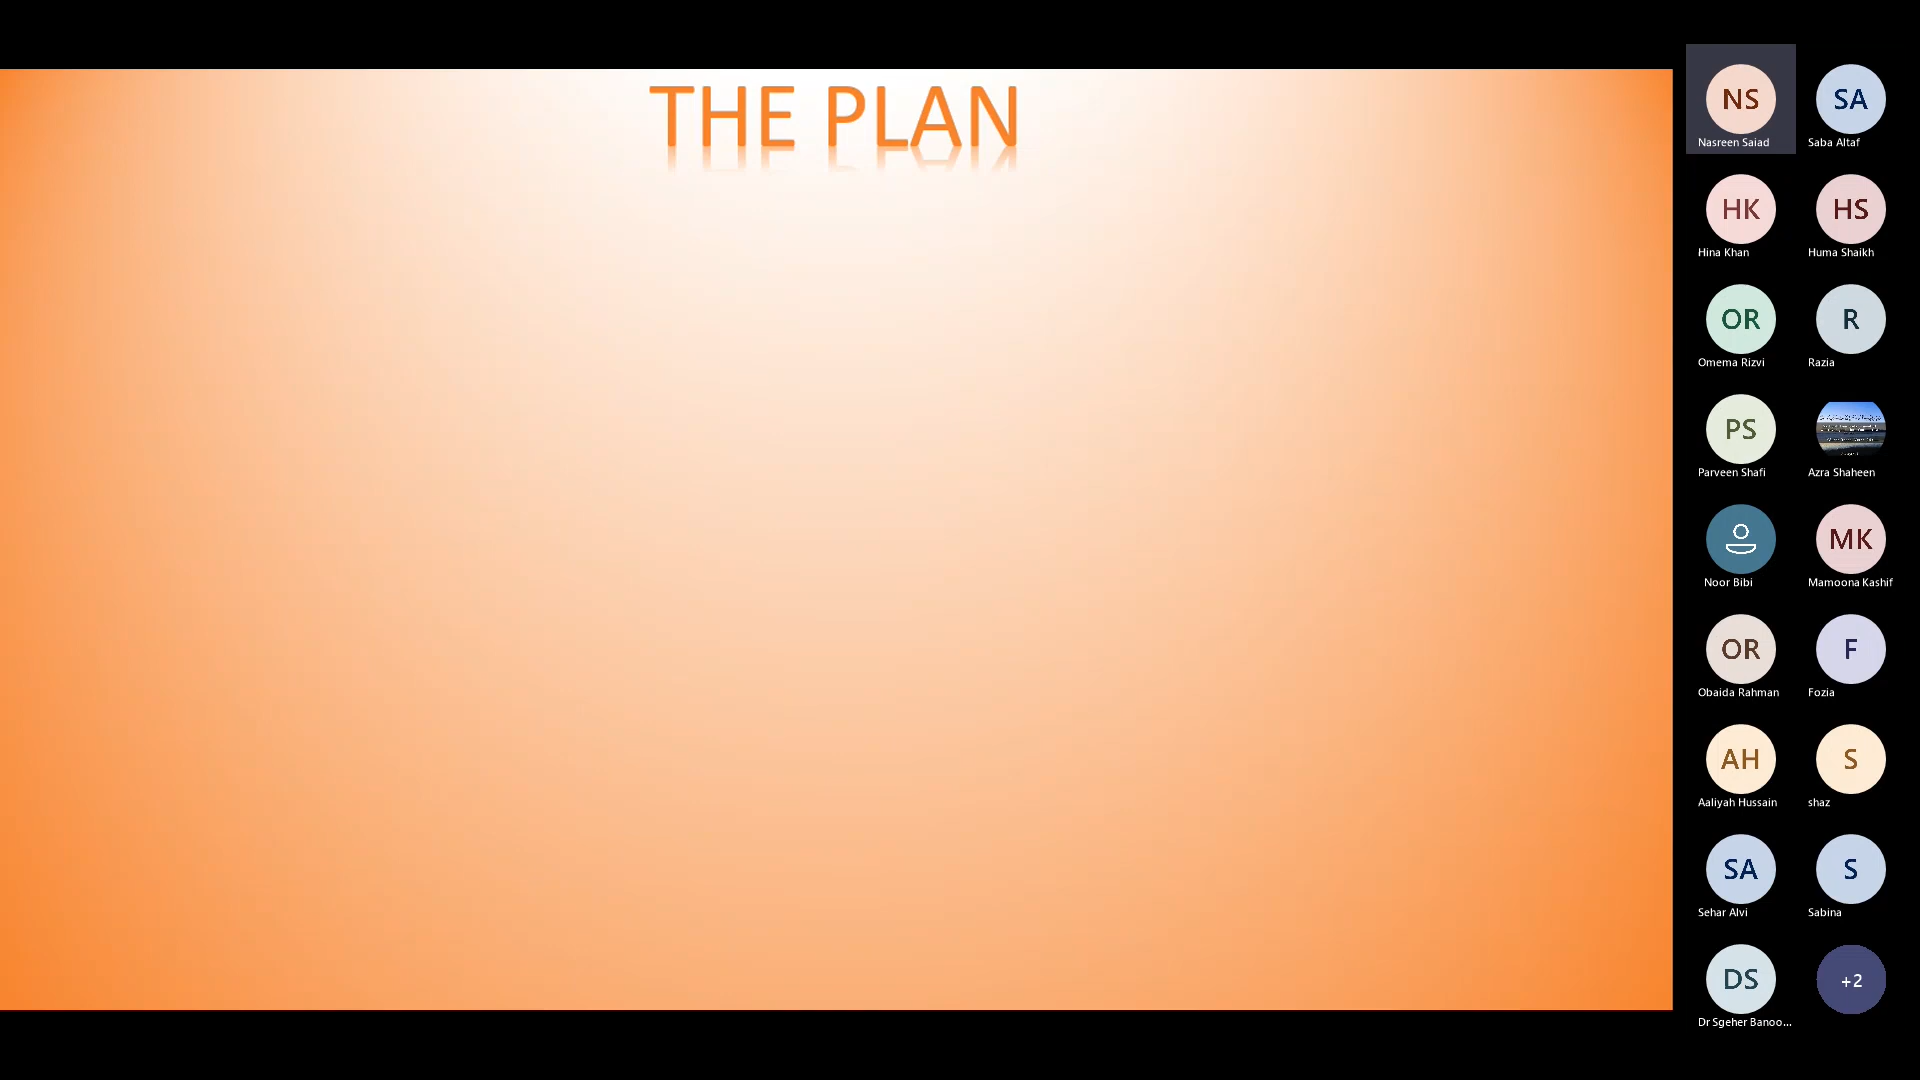 THE PLAN
NS
Nasreen Saiad
SA
Saba Altaf
HK
Hina Khan
HS
Huma Shaikh
OR
Omema Rizvi
R
Razia
PS
Parveen Shafi
Azra Shaheen
Noor Bibi
MK
Mamoona Kashif
OR
Obaida Rahman
F
Fozia
AH
Aaliyah Hussain
S
shaz
SA
Sehar Alvi
S
Sabina
DS
Dr Sgeher Banoo...
+2